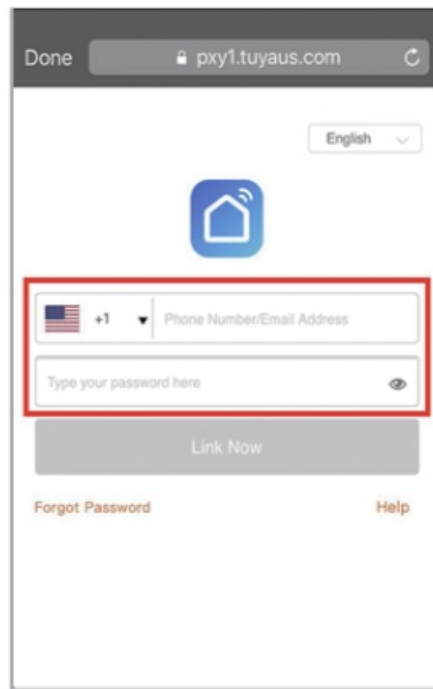 Done pxy1.tuyaus.com
English
+1 Phone Number/Email Address
Type your password here
Link Now
Forgot Password Help